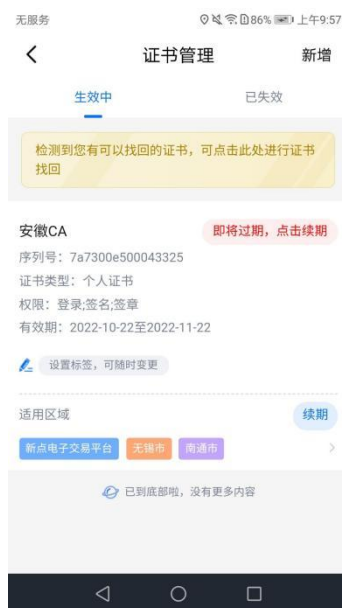 无服务 86% 上午9:57
证书管理 新增
生效中 已失效
检测到您有可以找回的证书，可点击此处进行证书
找回
安徽CA 即将过期，点击续期
序列号：7a7300e500043325
证书类型：个人证书
权限：登录;签名;签章
有效期：2022-10-22至2022-11-22
设置标签，可随时变更
适用区域 续期
新点电子交易平台 无锡市 南通市
已到底部啦，没有更多内容